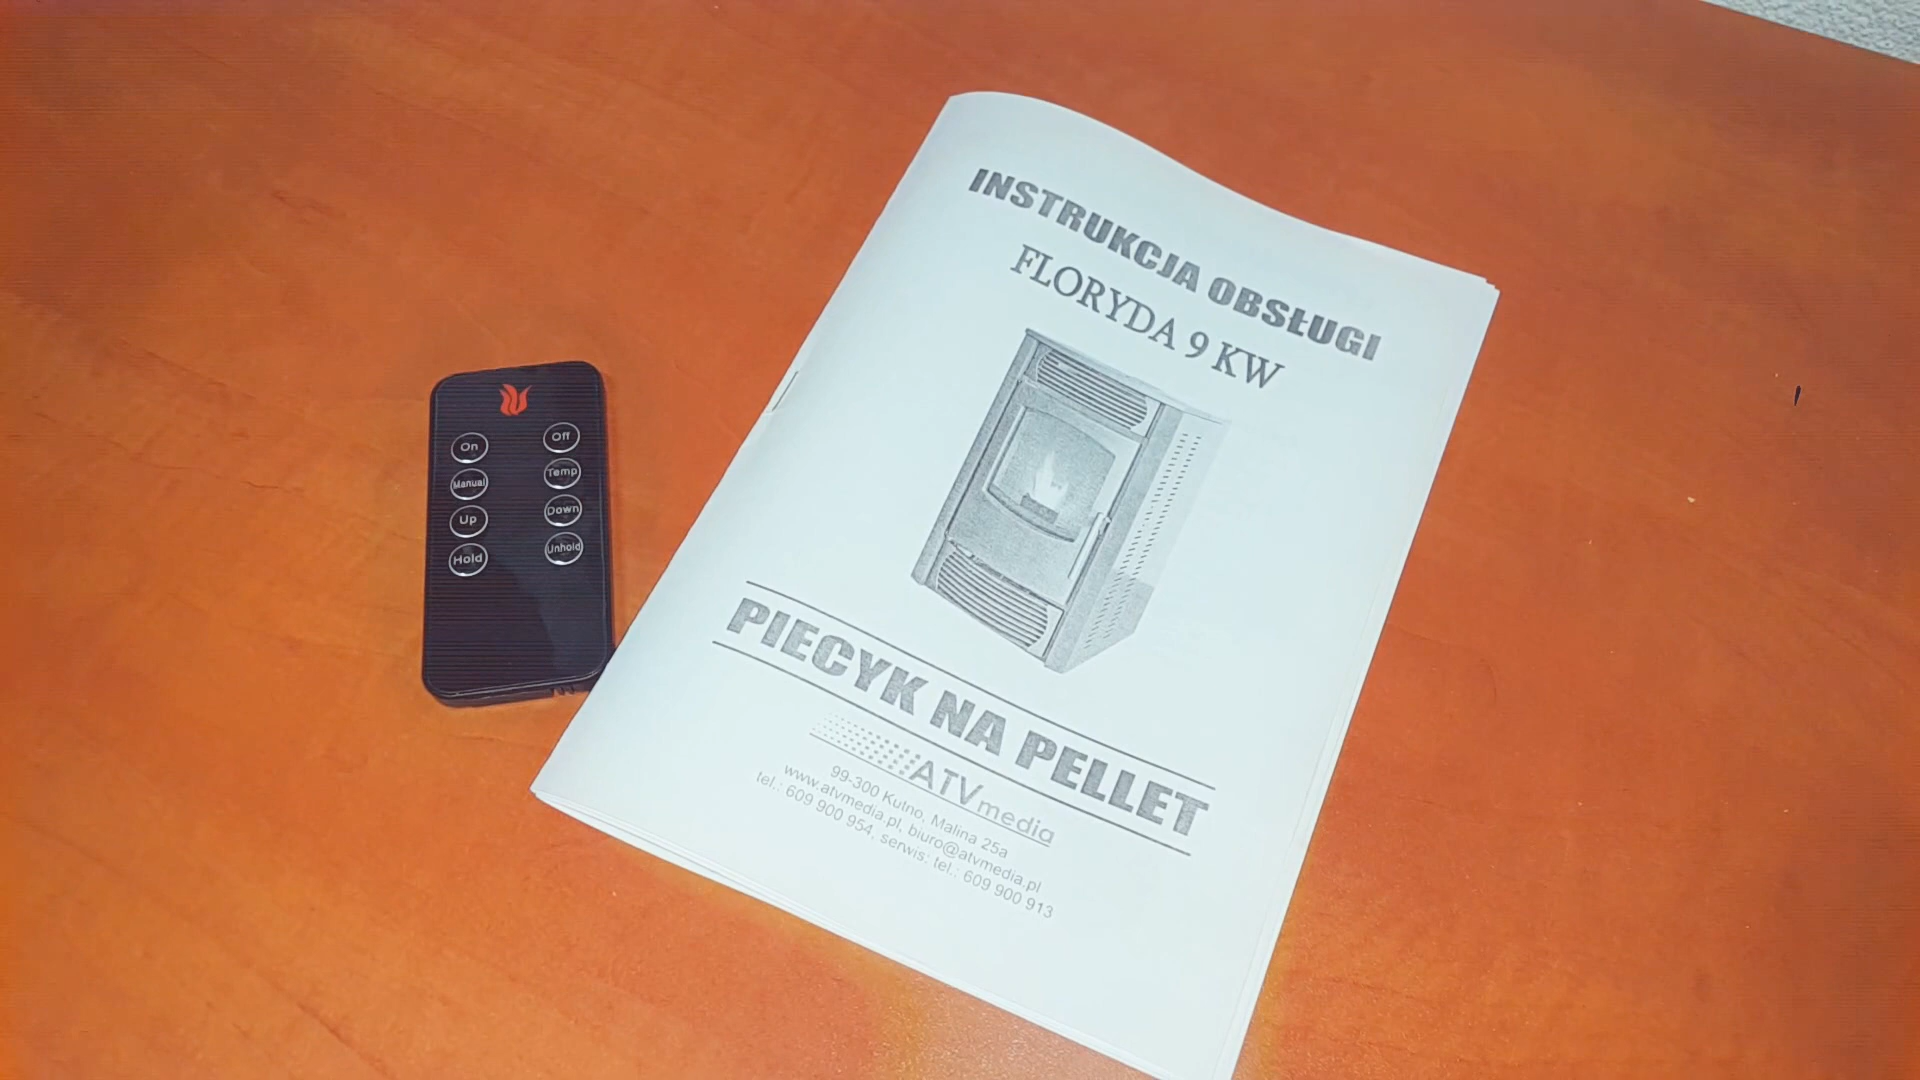 On Off
Manual Temp
Up Down
Hold Unhold
INSTRUKCJA OBSŁUGI
FLORYDA 9 KW
PIECYK NA PELLET
ATVmedia
99-300 Kutno, Malina 25a
www.atvmedia.pl, biuro@atvmedia.pl
tel.: 609 900 954, serwis: tel.: 609 900 913